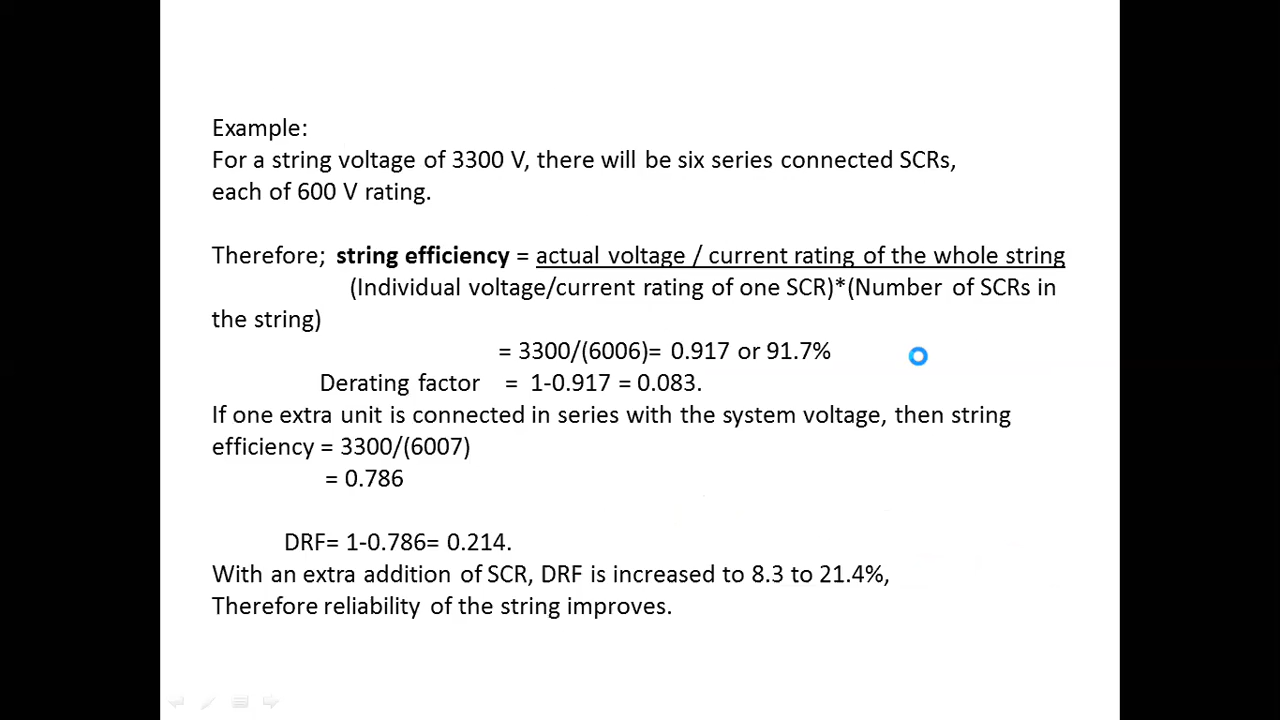 Example:
For a string voltage of 3300 V, there will be six series connected SCRs,
each of 600 V rating.
Therefore; string efficiency = actual voltage / current rating of the whole string
(Individual voltage/current rating of one SCR)*(Number of SCRs in
the string)
= 3300/(6006)= 0.917 or 91.7%
Derating factor = 1-0.917 = 0.083.
If one extra unit is connected in series with the system voltage, then string
efficiency = 3300/(6007)
= 0.786
DRF= 1-0.786= 0.214.
With an extra addition of SCR, DRF is increased to 8.3 to 21.4%,
Therefore reliability of the string improves.